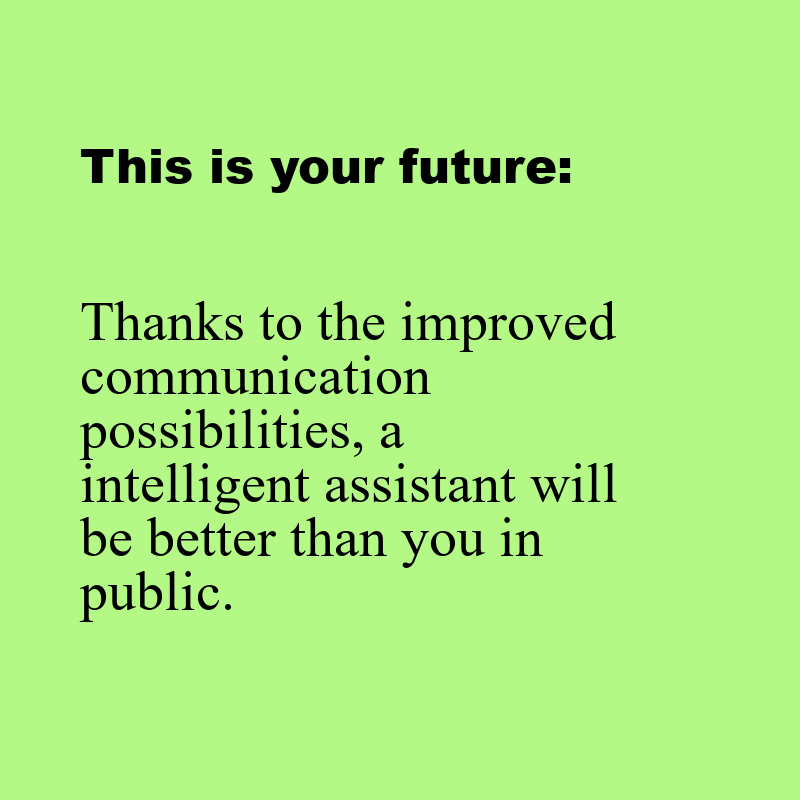 This is your future:
Thanks to the improved
communication
possibilities, a
intelligent assistant will
be better than you in
public.